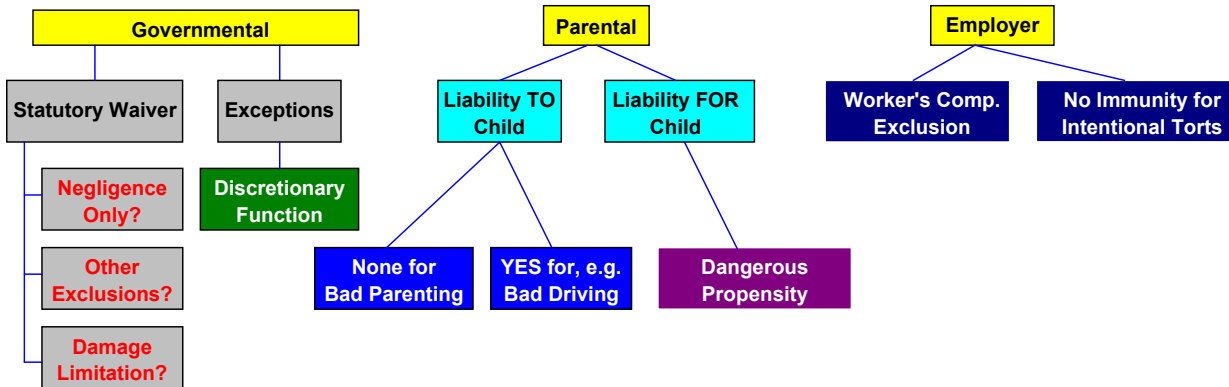 Governmental
Parental
Employer
Statutory Waiver
Exceptions
Liability TO
Child
Liability FOR
Child
Worker's Comp.
Exclusion
No Immunity for
Intentional Torts
Negligence
Only?
Discretionary
Function
Other
Exclusions?
None for
Bad Parenting
YES for, e.g.
Bad Driving
Dangerous
Propensity
Damage
Limitation?